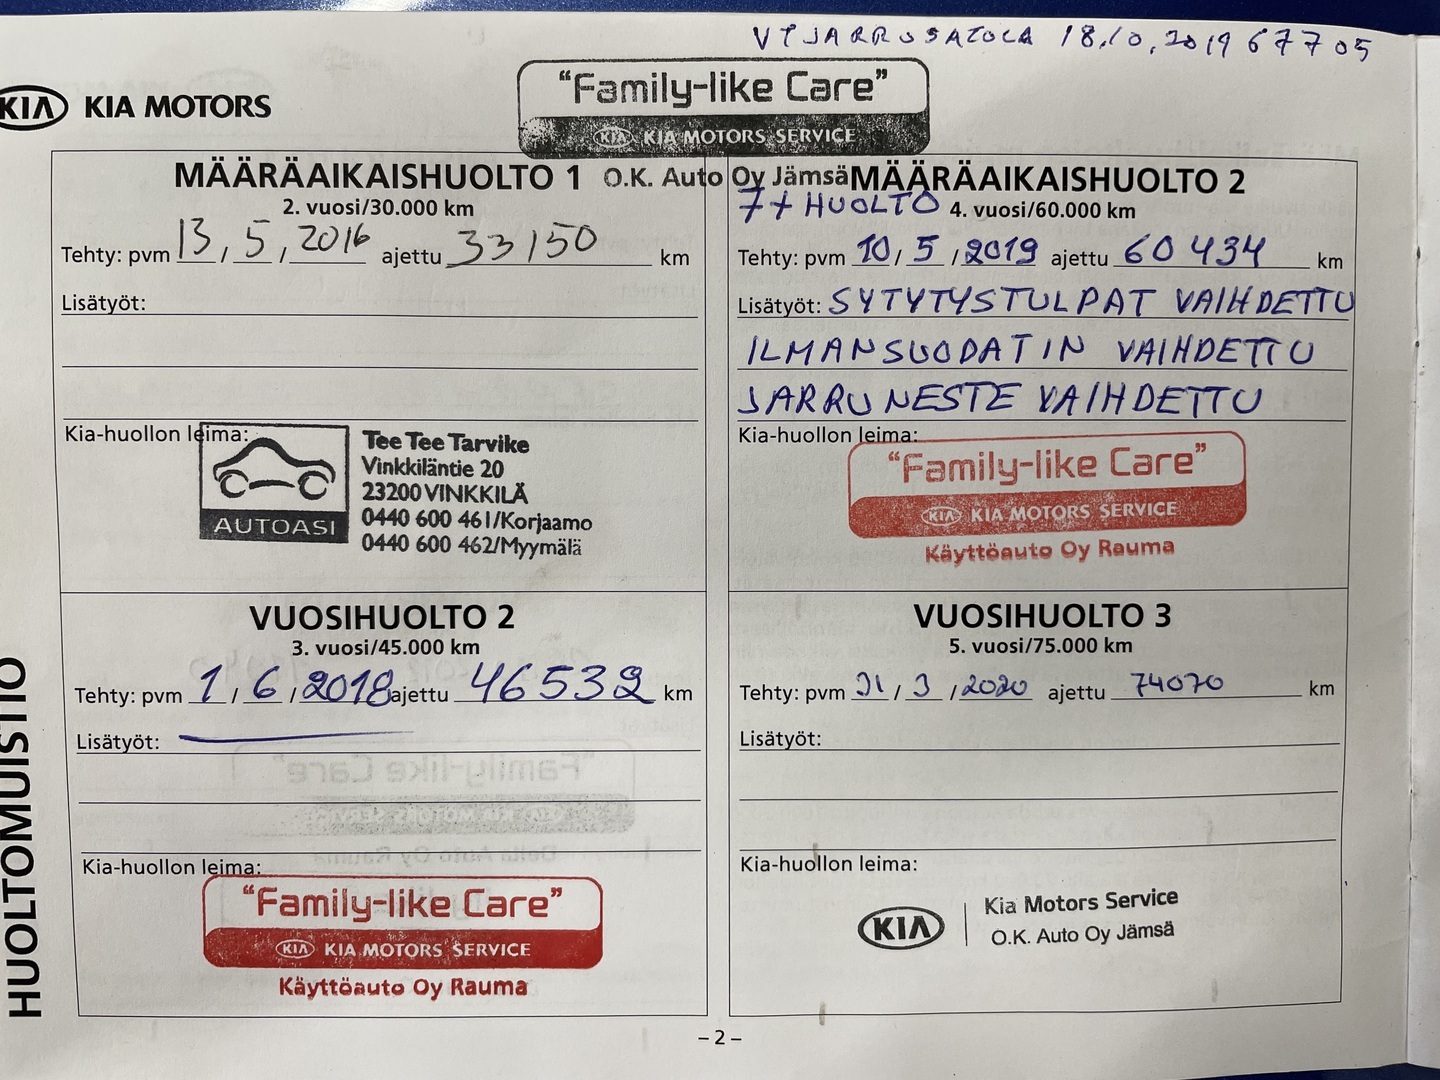 VP JARRUSATULA 18.10.2019 67705
KIA KIA MOTORS
"Family-like Care"
KIA KIA MOTORS SERVICE
O.K. Auto Oy Jämsä
MÄÄRÄAIKAISHUOLTO 1
2. vuosi/30.000 km
Tehty: pvm 13 / 5 / 2016 ajettu 33150 km
Lisätyöt:
Kia-huollon leima:
AUTOASI
Tee Tee Tarvike
Vinkkiläntie 20
23200 VINKKILÄ
0440 600 461/Korjaamo
0440 600 462/Myymälä
MÄÄRÄAIKAISHUOLTO 2
7+ HUOLTO 4. vuosi/60.000 km
Tehty: pvm 10 / 5 / 2019 ajettu 60434 km
Lisätyöt: SYTYTYSTULPAT VAIHDETTU
ILMANSUODATIN VAIHDETTU
JARRUNESTE VAIHDETTU
Kia-huollon leima:
"Family-like Care"
KIA KIA MOTORS SERVICE
Käyttöauto Oy Rauma
VUOSIHUOLTO 2
3. vuosi/45.000 km
Tehty: pvm 1 / 6 / 2018 ajettu 46532 km
Lisätyöt:
Kia-huollon leima:
"Family-like Care"
KIA KIA MOTORS SERVICE
Käyttöauto Oy Rauma
VUOSIHUOLTO 3
5. vuosi/75.000 km
Tehty: pvm 31 / 3 / 2020 ajettu 74070 km
Lisätyöt:
Kia-huollon leima:
KIA
Kia Motors Service
O.K. Auto Oy Jämsä
HUOLTOMUISTIO
– 2 –